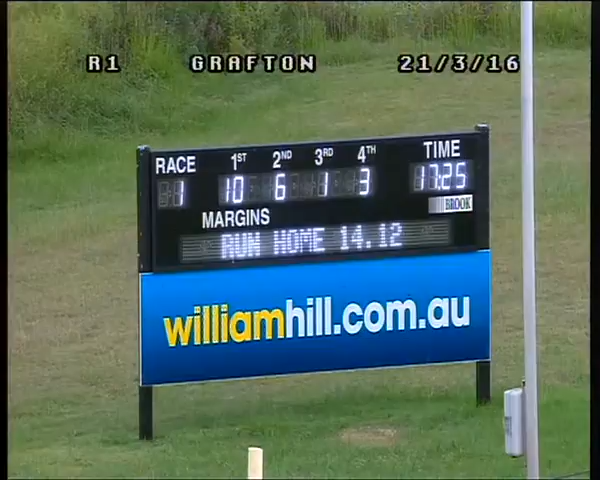 R1 GRAFTON 21/3/16
RACE 1ST 2ND 3RD 4TH TIME
1 10 6 1 3 17:25
BROOK
MARGINS
RUN HOME 14.12
williamhill.com.au